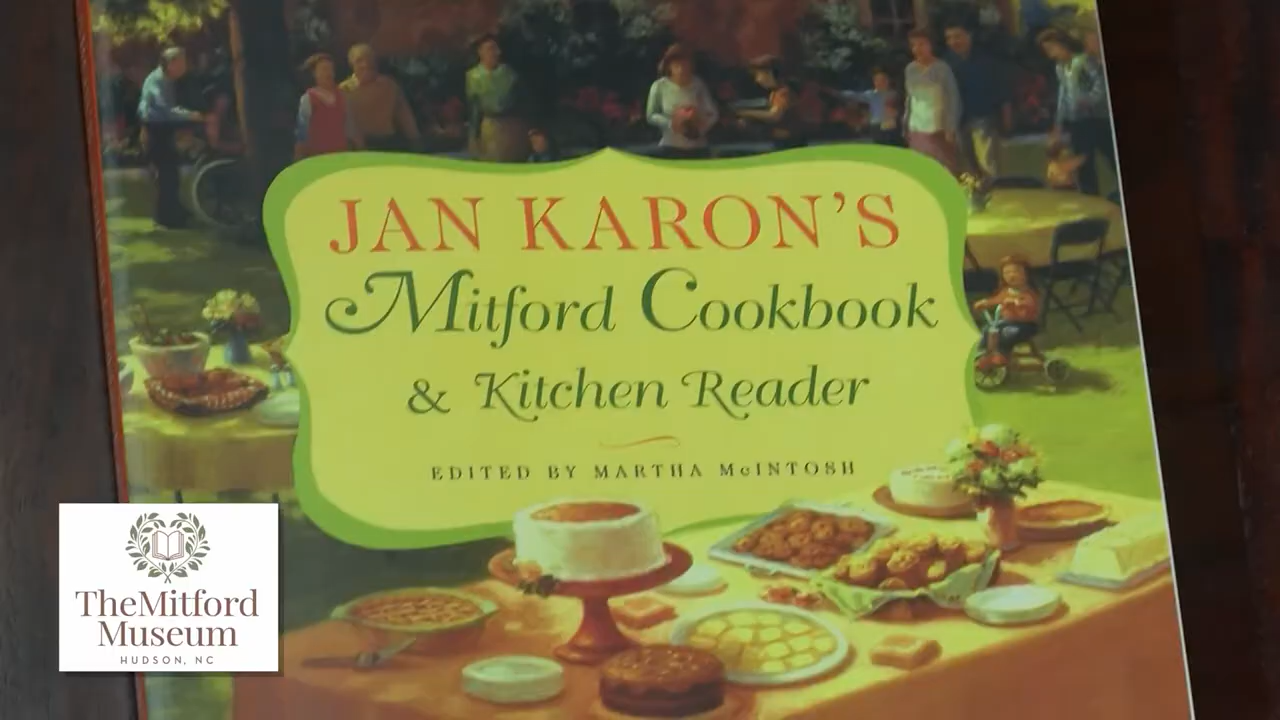 JAN KARON'S
Mitford Cookbook
& Kitchen Reader
EDITED BY MARTHA McINTOSH
TheMitford
Museum
HUDSON, NC